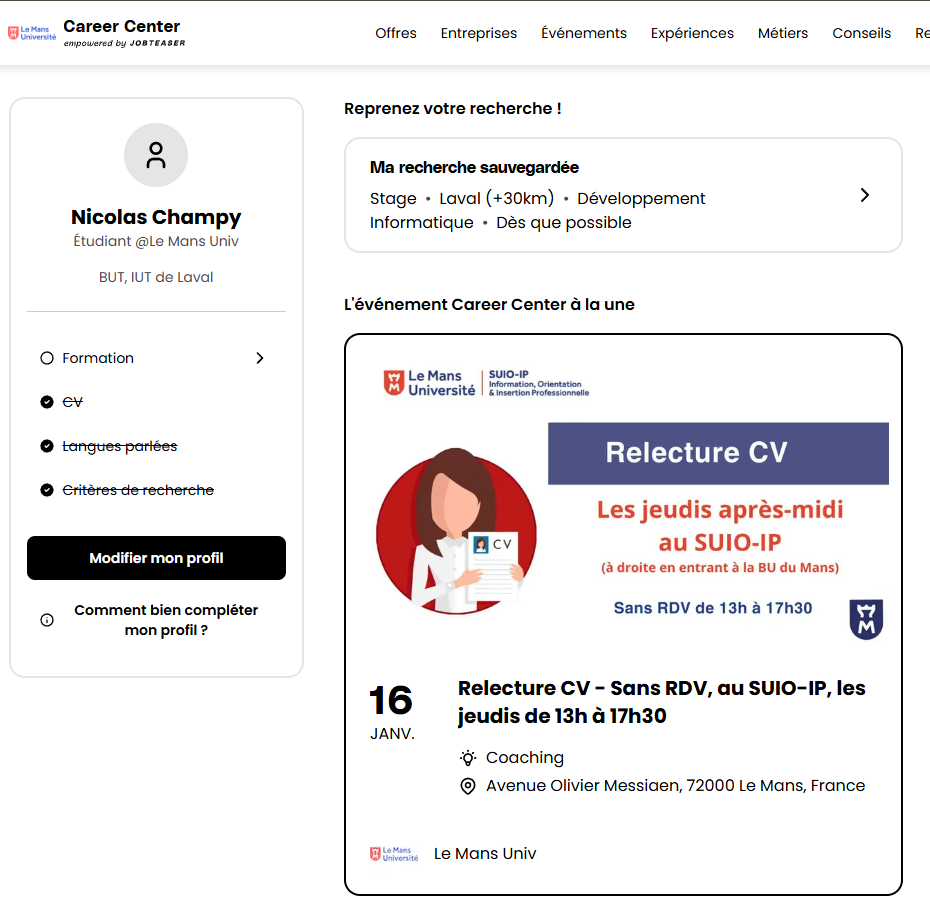 Le Mans
Université
Career Center
empowered by JOBTEASER
Offres
Entreprises
Événements
Expériences
Métiers
Conseils
Re
Nicolas Champy
Étudiant @Le Mans Univ
BUT, IUT de Laval
Formation
CV
Langues parlées
Critères de recherche
Modifier mon profil
Comment bien compléter
mon profil ?
Reprenez votre recherche !
Ma recherche sauvegardée
Stage • Laval (+30km) • Développement
Informatique • Dès que possible
L'événement Career Center à la une
Le Mans
Université
SUIO-IP
Information, Orientation
& Insertion Professionnelle
Relecture CV
Les jeudis après-midi
au SUIO-IP
(à droite en entrant à la BU du Mans)
Sans RDV de 13h à 17h30
CV
16
JANV.
Relecture CV - Sans RDV, au SUIO-IP, les
jeudis de 13h à 17h30
Coaching
Avenue Olivier Messiaen, 72000 Le Mans, France
Le Mans
Université
Le Mans Univ